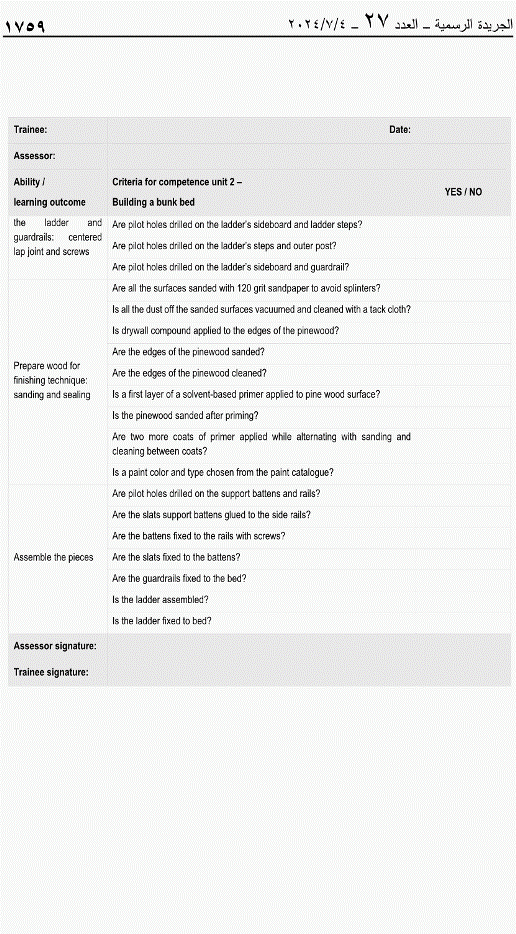 الجريدة الرسمية – العدد ٢٧ – ٢٠٢٤/٧/٤
١٧٥٩
Trainee:
Date:
Assessor:
Ability /
learning outcome
Criteria for competence unit 2 –
Building a bunk bed
YES / NO
the ladder and
guardrails: centered
lap joint and screws
Are pilot holes drilled on the ladder's sideboard and ladder steps?
Are pilot holes drilled on the ladder's steps and outer post?
Are pilot holes drilled on the ladder's sideboard and guardrail?
Prepare wood for
finishing technique:
sanding and sealing
Are all the surfaces sanded with 120 grit sandpaper to avoid splinters?
Is all the dust off the sanded surfaces vacuumed and cleaned with a tack cloth?
Is drywall compound applied to the edges of the pinewood?
Are the edges of the pinewood sanded?
Are the edges of the pinewood cleaned?
Is a first layer of a solvent-based primer applied to pine wood surface?
Is the pinewood sanded after priming?
Are two more coats of primer applied while alternating with sanding and
cleaning between coats?
Is a paint color and type chosen from the paint catalogue?
Assemble the pieces
Are pilot holes drilled on the support battens and rails?
Are the slats support battens glued to the side rails?
Are the battens fixed to the rails with screws?
Are the slats fixed to the battens?
Are the guardrails fixed to the bed?
Is the ladder assembled?
Is the ladder fixed to bed?
Assessor signature:
Trainee signature: